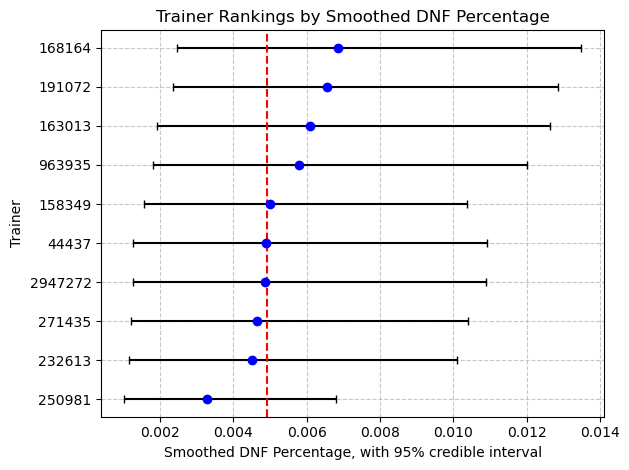 Trainer Rankings by Smoothed DNF Percentage
168164
191072
163013
963935
158349
44437
2947272
271435
232613
250981
Trainer
0.002 0.004 0.006 0.008 0.010 0.012 0.014
Smoothed DNF Percentage, with 95% credible interval